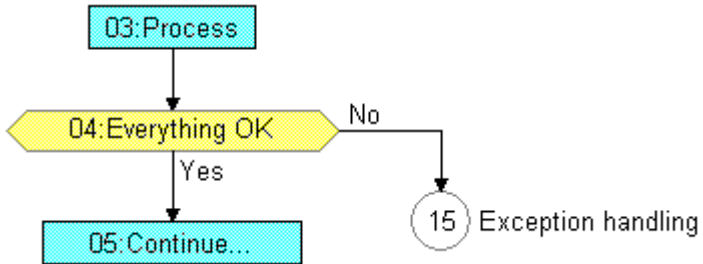 03:Process
04:Everything OK
No
Yes
15 Exception handling
05:Continue...